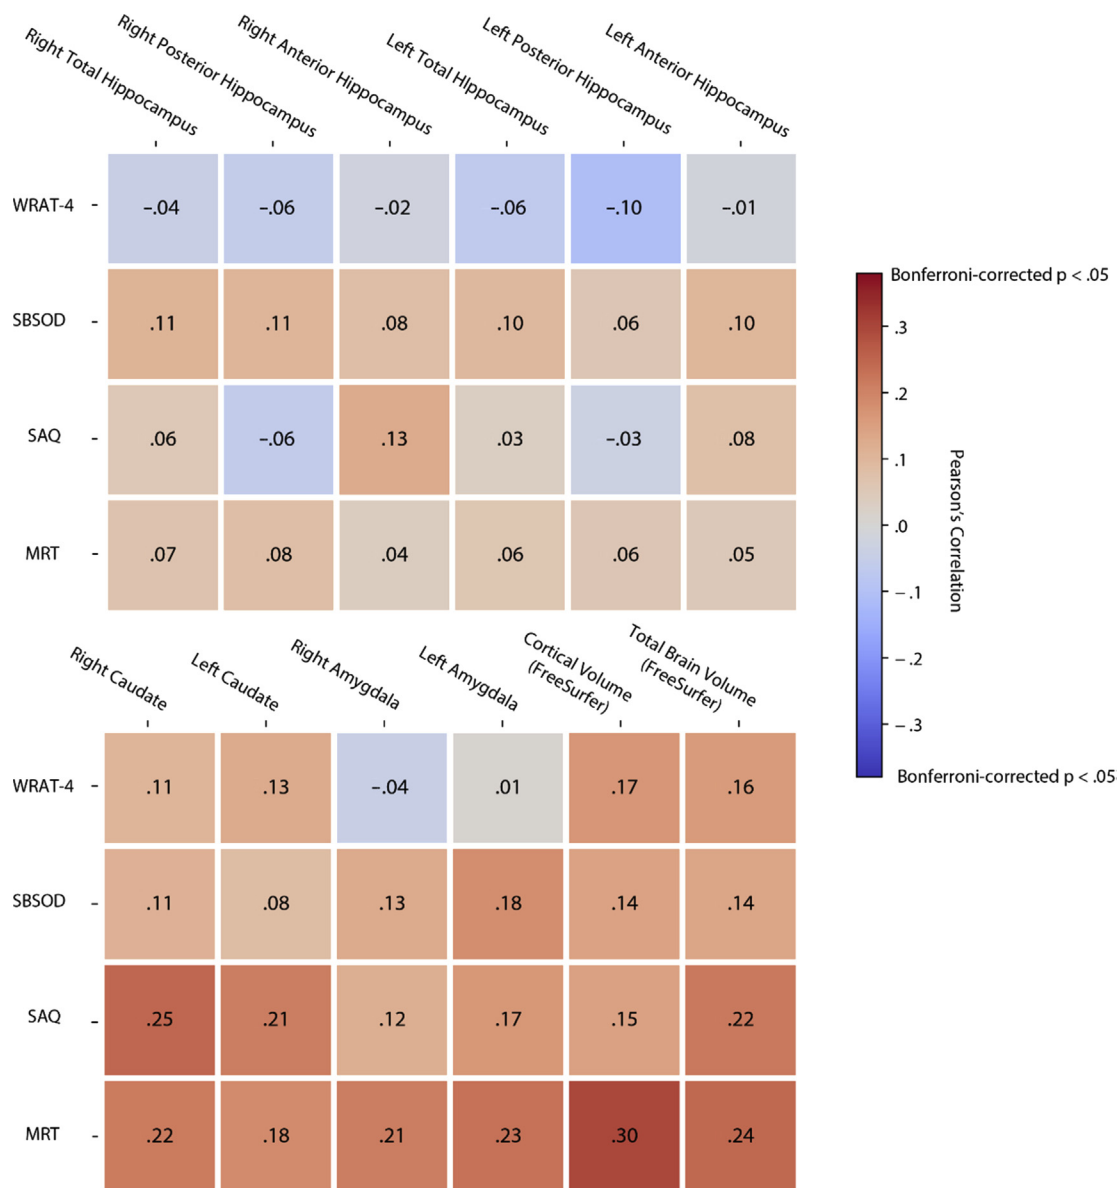 Right Total Hippocampus
Right Posterior Hippocampus
Right Anterior Hippocampus
Left Total HIppocampus
Left Posterior Hippocampus
Left Anterior Hippocampus
WRAT-4 –.04 –.06 –.02 –.06 –.10 –.01
SBSOD .11 .11 .08 .10 .06 .10
SAQ .06 –.06 .13 .03 –.03 .08
MRT .07 .08 .04 .06 .06 .05
Right Caudate
Left Caudate
Right Amygdala
Left Amygdala
Cortical Volume
(FreeSurfer)
Total Brain Volume
(FreeSurfer)
WRAT-4 .11 .13 –.04 .01 .17 .16
SBSOD .11 .08 .13 .18 .14 .14
SAQ .25 .21 .12 .17 .15 .22
MRT .22 .18 .21 .23 .30 .24
Bonferroni-corrected p < .05
.3
.2
.1
.0
– .1
– .2
– .3
Bonferroni-corrected p < .05
Pearson's Correlation